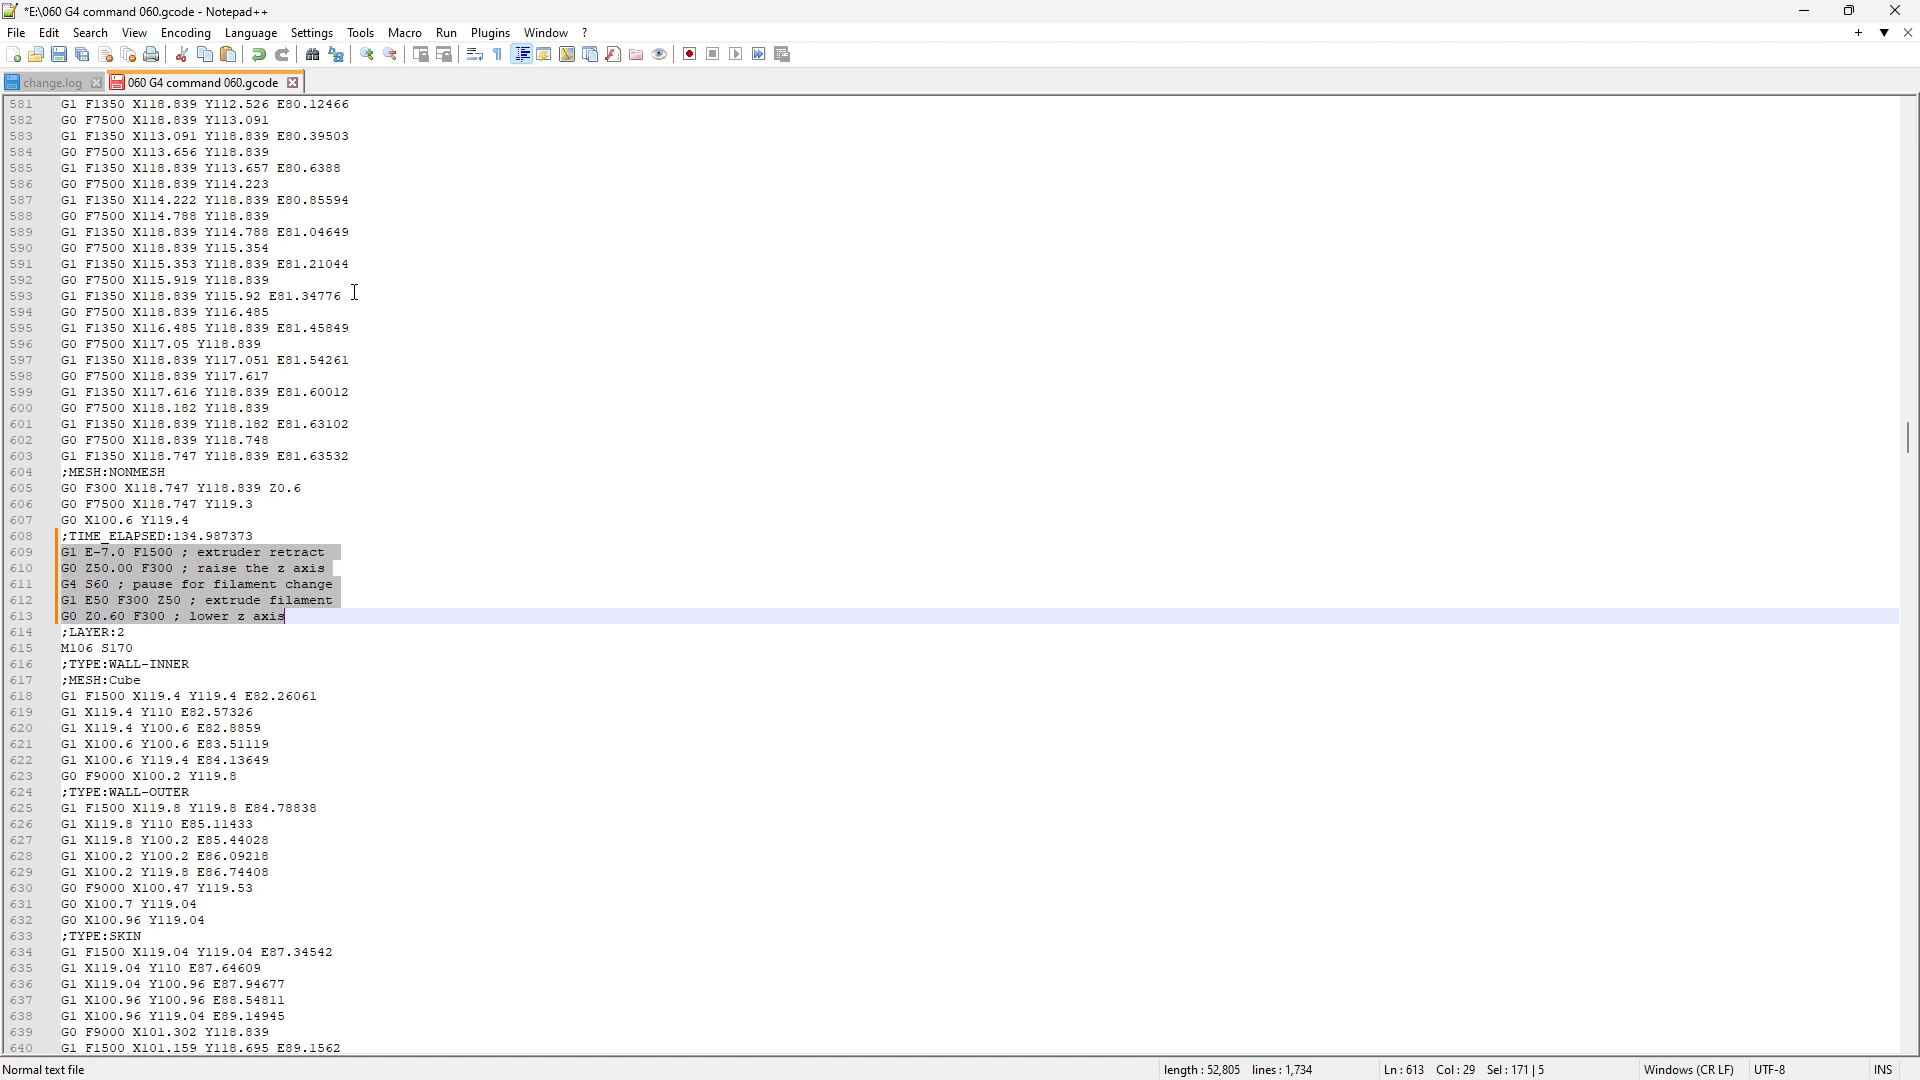 *E:\060 G4 command 060.gcode - Notepad++
File Edit Search View Encoding Language Settings Tools Macro Run Plugins Window ?
change.log 060 G4 command 060.gcode
581 G1 F1350 X118.839 Y112.526 E80.12466
582 G0 F7500 X118.839 Y113.091
583 G1 F1350 X113.091 Y118.839 E80.39503
584 G0 F7500 X113.656 Y118.839
585 G1 F1350 X118.839 Y113.657 E80.6388
586 G0 F7500 X118.839 Y114.223
587 G1 F1350 X114.222 Y118.839 E80.85594
588 G0 F7500 X114.788 Y118.839
589 G1 F1350 X118.839 Y114.788 E81.04649
590 G0 F7500 X118.839 Y115.354
591 G1 F1350 X115.353 Y118.839 E81.21044
592 G0 F7500 X115.919 Y118.839
593 G1 F1350 X118.839 Y115.92 E81.34776
594 G0 F7500 X118.839 Y116.485
595 G1 F1350 X116.485 Y118.839 E81.45849
596 G0 F7500 X117.05 Y118.839
597 G1 F1350 X118.839 Y117.051 E81.54261
598 G0 F7500 X118.839 Y117.617
599 G1 F1350 X117.616 Y118.839 E81.60012
600 G0 F7500 X118.182 Y118.839
601 G1 F1350 X118.839 Y118.182 E81.63102
602 G0 F7500 X118.839 Y118.748
603 G1 F1350 X118.747 Y118.839 E81.63532
604 ;MESH:NONMESH
605 G0 F300 X118.747 Y118.839 Z0.6
606 G0 F7500 X118.747 Y119.3
607 G0 X100.6 Y119.4
608 ;TIME_ELAPSED:134.987373
609 G1 E-7.0 F1500 ; extruder retract
610 G0 Z50.00 F300 ; raise the z axis
611 G4 S60 ; pause for filament change
612 G1 E50 F300 Z50 ; extrude filament
613 G0 Z0.60 F300 ; lower z axis
614 ;LAYER:2
615 M106 S170
616 ;TYPE:WALL-INNER
617 ;MESH:Cube
618 G1 F1500 X119.4 Y119.4 E82.26061
619 G1 X119.4 Y110 E82.57326
620 G1 X119.4 Y100.6 E82.8859
621 G1 X100.6 Y100.6 E83.51119
622 G1 X100.6 Y119.4 E84.13649
623 G0 F9000 X100.2 Y119.8
624 ;TYPE:WALL-OUTER
625 G1 F1500 X119.8 Y119.8 E84.78838
626 G1 X119.8 Y110 E85.11433
627 G1 X119.8 Y100.2 E85.44028
628 G1 X100.2 Y100.2 E86.09218
629 G1 X100.2 Y119.8 E86.74408
630 G0 F9000 X100.47 Y119.53
631 G0 X100.7 Y119.04
632 G0 X100.96 Y119.04
633 ;TYPE:SKIN
634 G1 F1500 X119.04 Y119.04 E87.34542
635 G1 X119.04 Y110 E87.64609
636 G1 X119.04 Y100.96 E87.94677
637 G1 X100.96 Y100.96 E88.54811
638 G1 X100.96 Y119.04 E89.14945
639 G0 F9000 X101.302 Y118.839
640 G1 F1500 X101.159 Y118.695 E89.1562
Normal text file length : 52,805 lines : 1,734 Ln : 613 Col : 29 Sel : 171 | 5 Windows (CR LF) UTF-8 INS